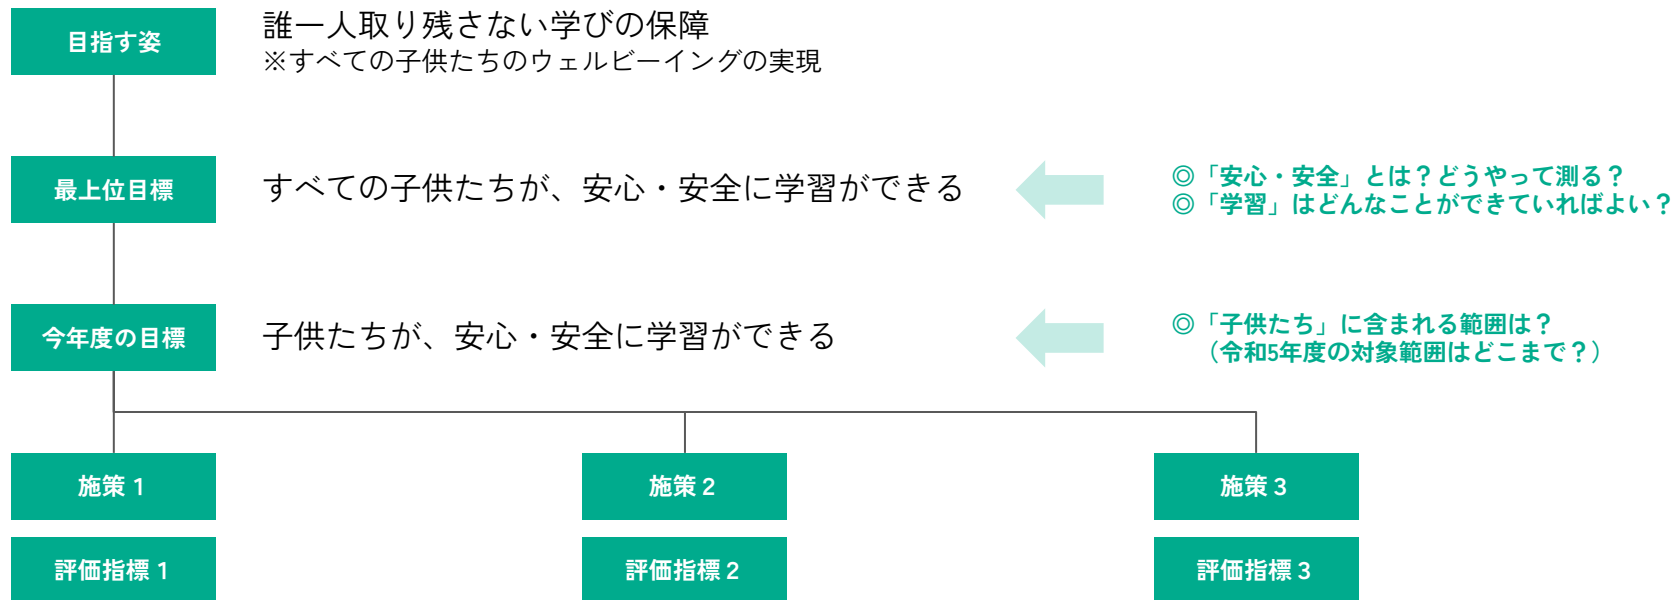 目指す姿
誰一人取り残さない学びの保障
※すべての子供たちのウェルビーイングの実現
最上位目標
すべての子供たちが、安心・安全に学習ができる
◎「安心・安全」とは？どうやって測る？
◎「学習」はどんなことができていればよい？
今年度の目標
子供たちが、安心・安全に学習ができる
◎「子供たち」に含まれる範囲は？
（令和5年度の対象範囲はどこまで？）
施策1
施策2
施策3
評価指標1
評価指標2
評価指標3